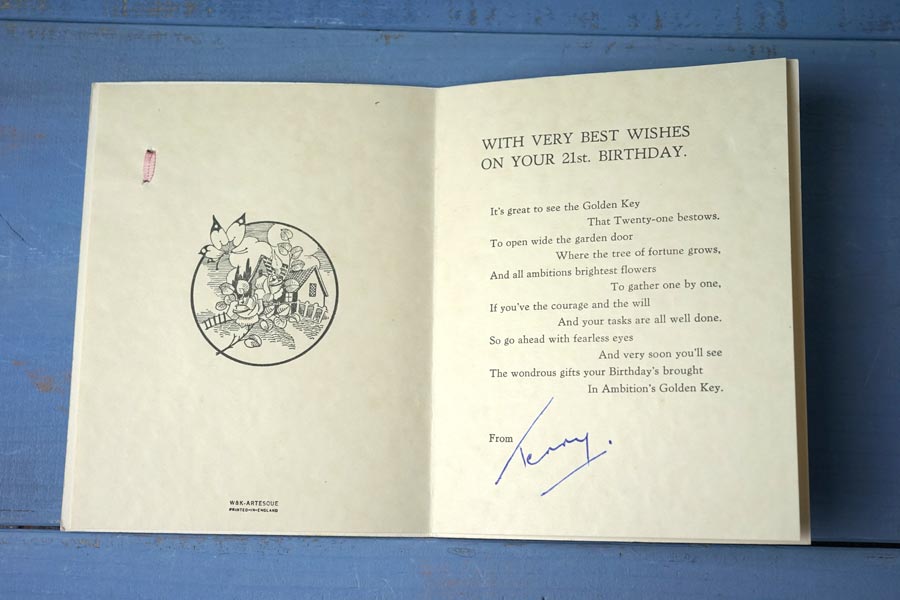 W&K-ARTESQUE
PRINTED-IN-ENGLAND
WITH VERY BEST WISHES
ON YOUR 21st. BIRTHDAY.
It's great to see the Golden Key
That Twenty-one bestows.
To open wide the garden door
Where the tree of fortune grows,
And all ambitions brightest flowers
To gather one by one,
If you've the courage and the will
And your tasks are all well done.
So go ahead with fearless eyes
And very soon you'll see
The wondrous gifts your Birthday's brought
In Ambition's Golden Key.
From Terry.